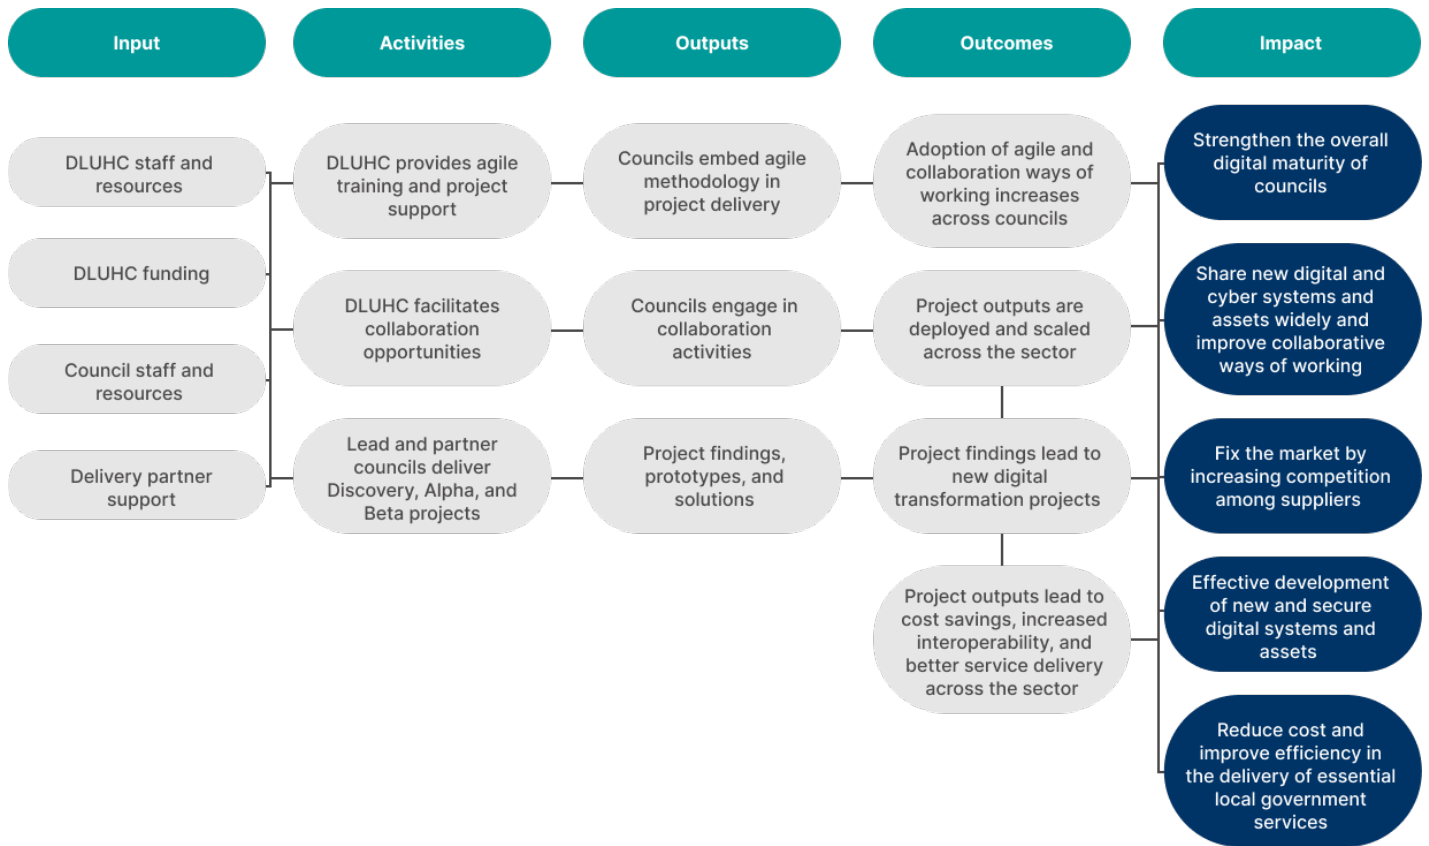 Input
Activities
Outputs
Outcomes
Impact
DLUHC staff and
resources
DLUHC funding
Council staff and
resources
Delivery partner
support
DLUHC provides agile
training and project
support
DLUHC facilitates
collaboration
opportunities
Lead and partner
councils deliver
Discovery, Alpha, and
Beta projects
Councils embed agile
methodology in
project delivery
Councils engage in
collaboration
activities
Project findings,
prototypes, and
solutions
Adoption of agile and
collaboration ways of
working increases
across councils
Project outputs are
deployed and scaled
across the sector
Project findings lead to
new digital
transformation projects
Project outputs lead to
cost savings, increased
interoperability, and
better service delivery
across the sector
Strengthen the overall
digital maturity of
councils
Share new digital and
cyber systems and
assets widely and
improve collaborative
ways of working
Fix the market by
increasing competition
among suppliers
Effective development
of new and secure
digital systems and
assets
Reduce cost and
improve efficiency in
the delivery of essential
local government
services